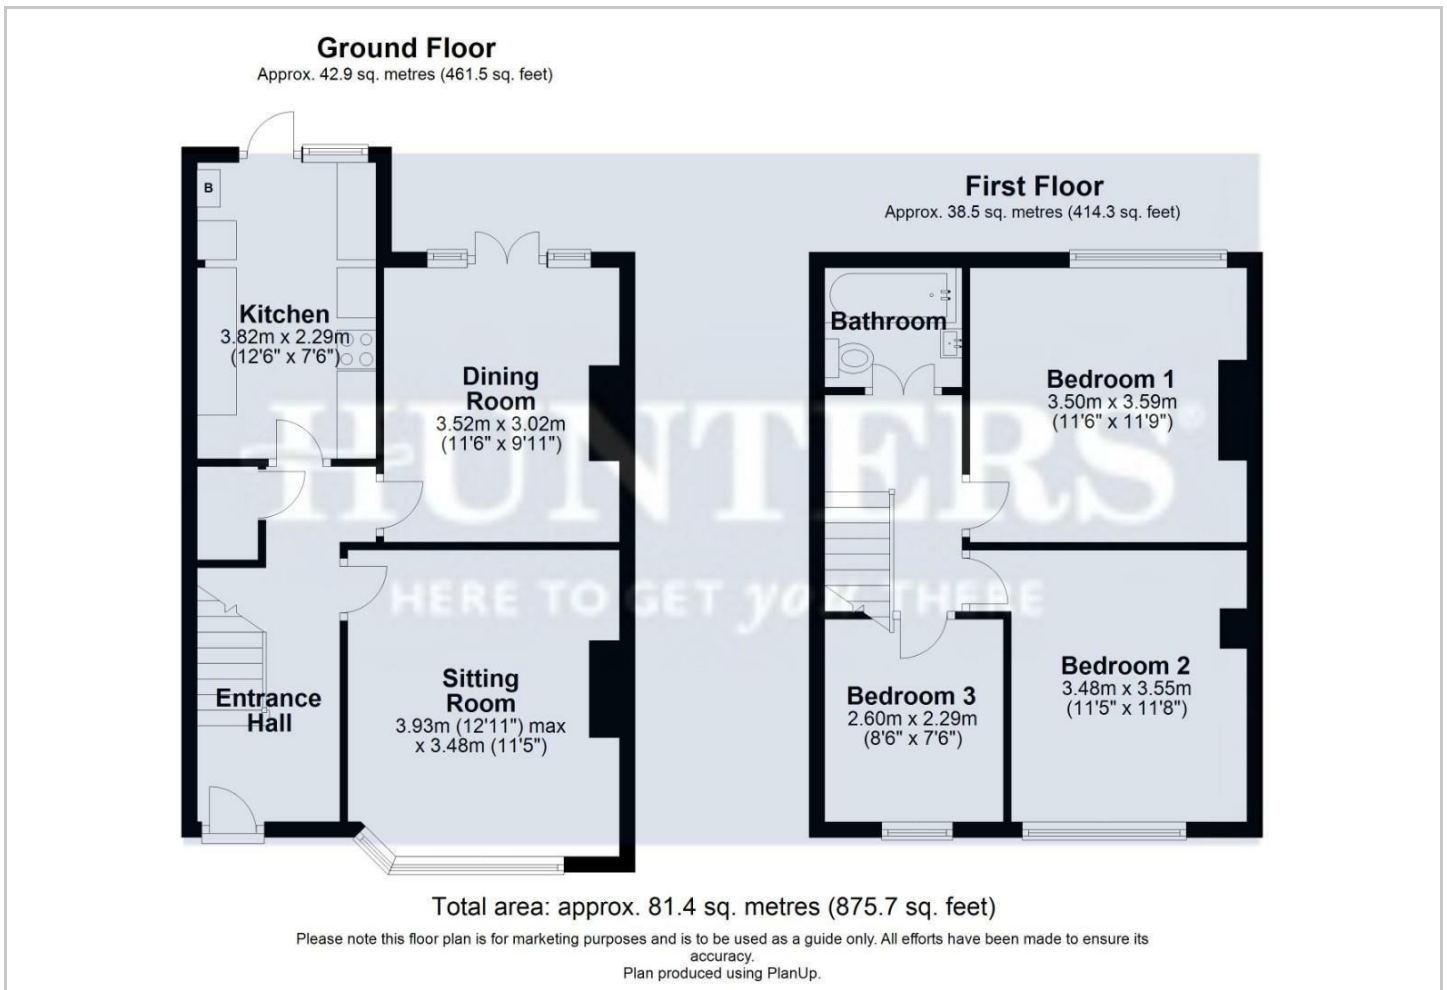 Ground Floor
Approx. 42.9 sq. metres (461.5 sq. feet)
B
Kitchen
3.82m x 2.29m
(12'6" x 7'6")
Dining
Room
3.52m x 3.02m
(11'6" x 9'11")
Sitting
Room
3.93m (12'11") max
x 3.48m (11'5")
Entrance
Hall
First Floor
Approx. 38.5 sq. metres (414.3 sq. feet)
Bathroom
Bedroom 1
3.50m x 3.59m
(11'6" x 11'9")
Bedroom 2
3.48m x 3.55m
(11'5" x 11'8")
Bedroom 3
2.60m x 2.29m
(8'6" x 7'6")
HUNTERS®
HERE TO GET you THERE
Total area: approx. 81.4 sq. metres (875.7 sq. feet)
Please note this floor plan is for marketing purposes and is to be used as a guide only. All efforts have been made to ensure its
accuracy.
Plan produced using PlanUp.